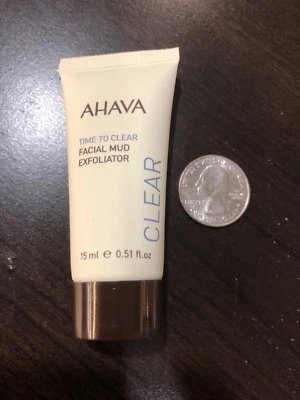 AHAVA
TIME TO CLEAR
FACIAL MUD
EXFOLIATOR
CLEAR
15 ml ℮ 0.51 fl.oz